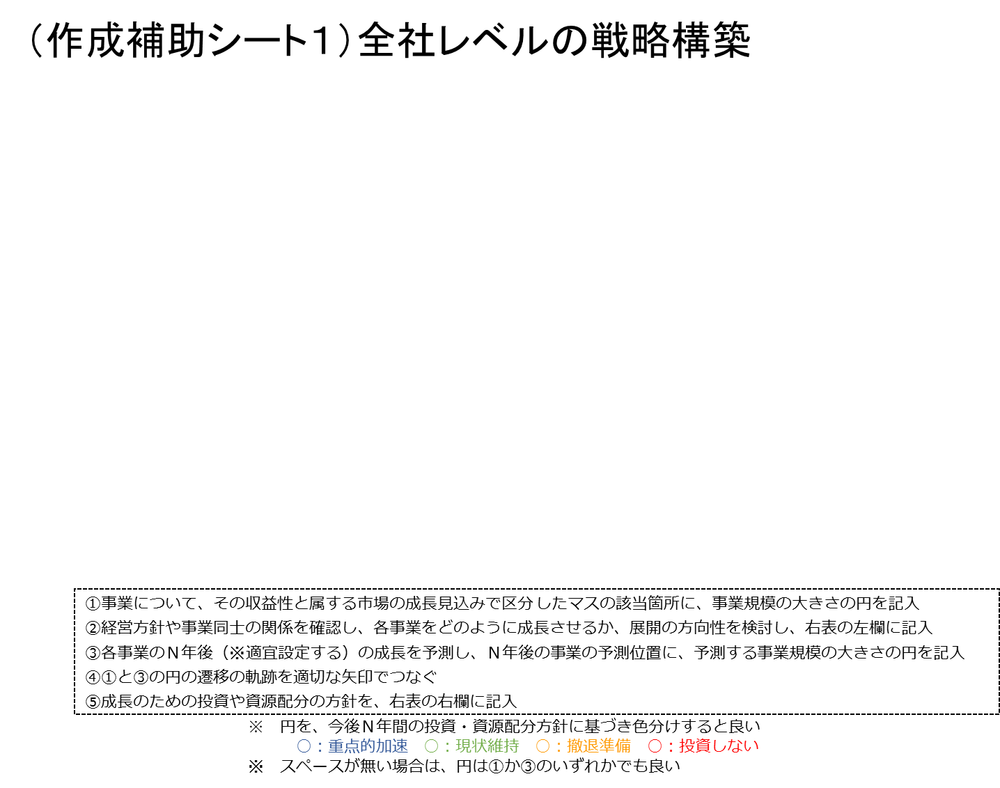 （作成補助シート１）全社レベルの戦略構築
①事業について、その収益性と属する市場の成長見込みで区分したマスの該当箇所に、事業規模の大きさの円を記入
②経営方針や事業同士の関係を確認し、各事業をどのように成長させるか、展開の方向性を検討し、右表の左欄に記入
③各事業のＮ年後（※適宜設定する）の成長を予測し、Ｎ年後の事業の予測位置に、予測する事業規模の大きさの円を記入
④①と③の円の遷移の軌跡を適切な矢印でつなぐ
⑤成長のための投資や資源配分の方針を、右表の右欄に記入
※　円を、今後Ｎ年間の投資・資源配分方針に基づき色分けすると良い
○：重点的加速　○：現状維持　○：撤退準備　○：投資しない
※　スペースが無い場合は、円は①か③のいずれかでも良い